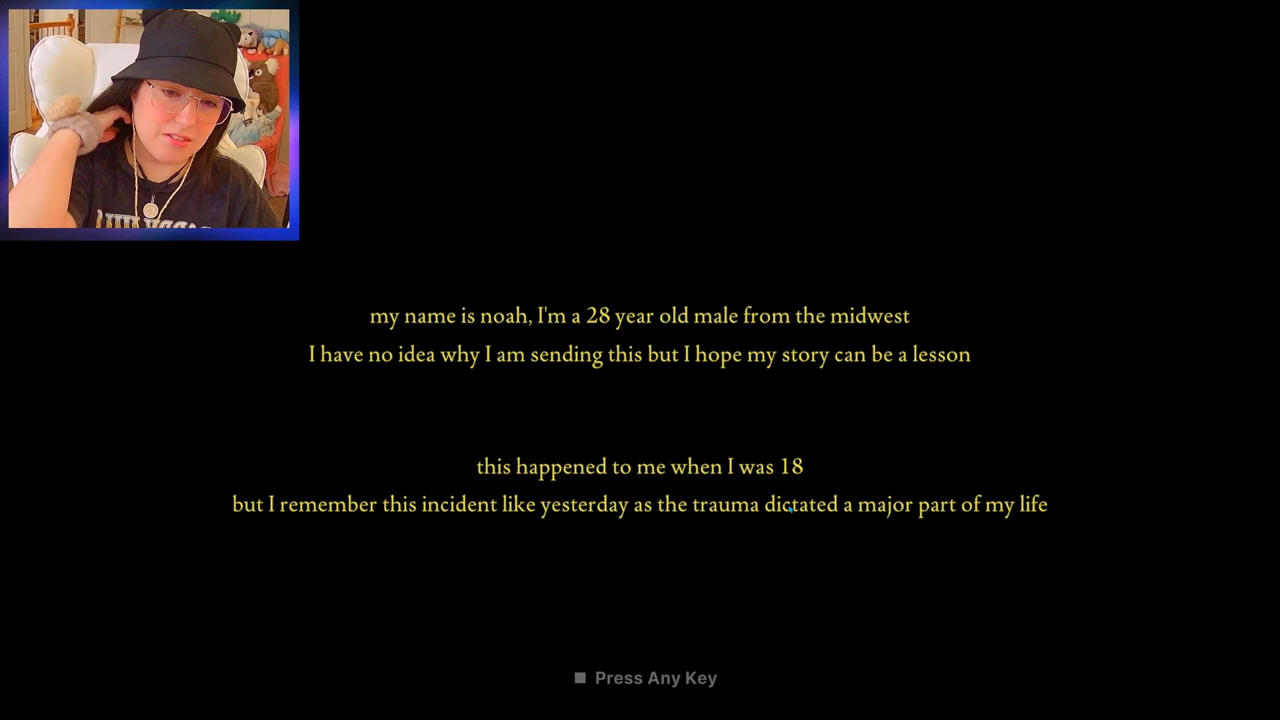 my name is noah, I'm a 28 year old male from the midwest
I have no idea why I am sending this but I hope my story can be a lesson
this happened to me when I was 18
but I remember this incident like yesterday as the trauma dictated a major part of my life
Press Any Key